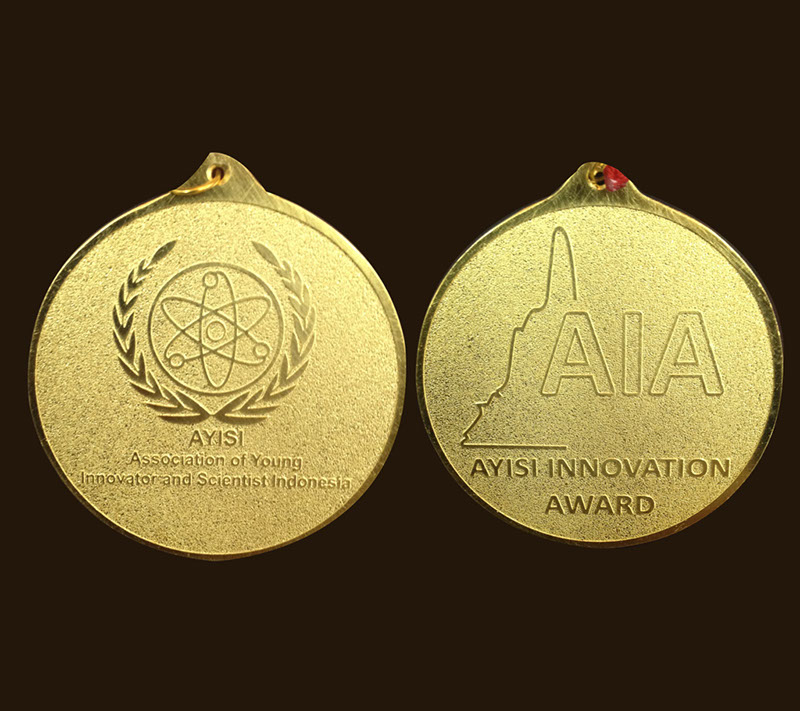 AYISI
Association of Young
Innovator and Scientist Indonesia
AIA
AYISI INNOVATION
AWARD